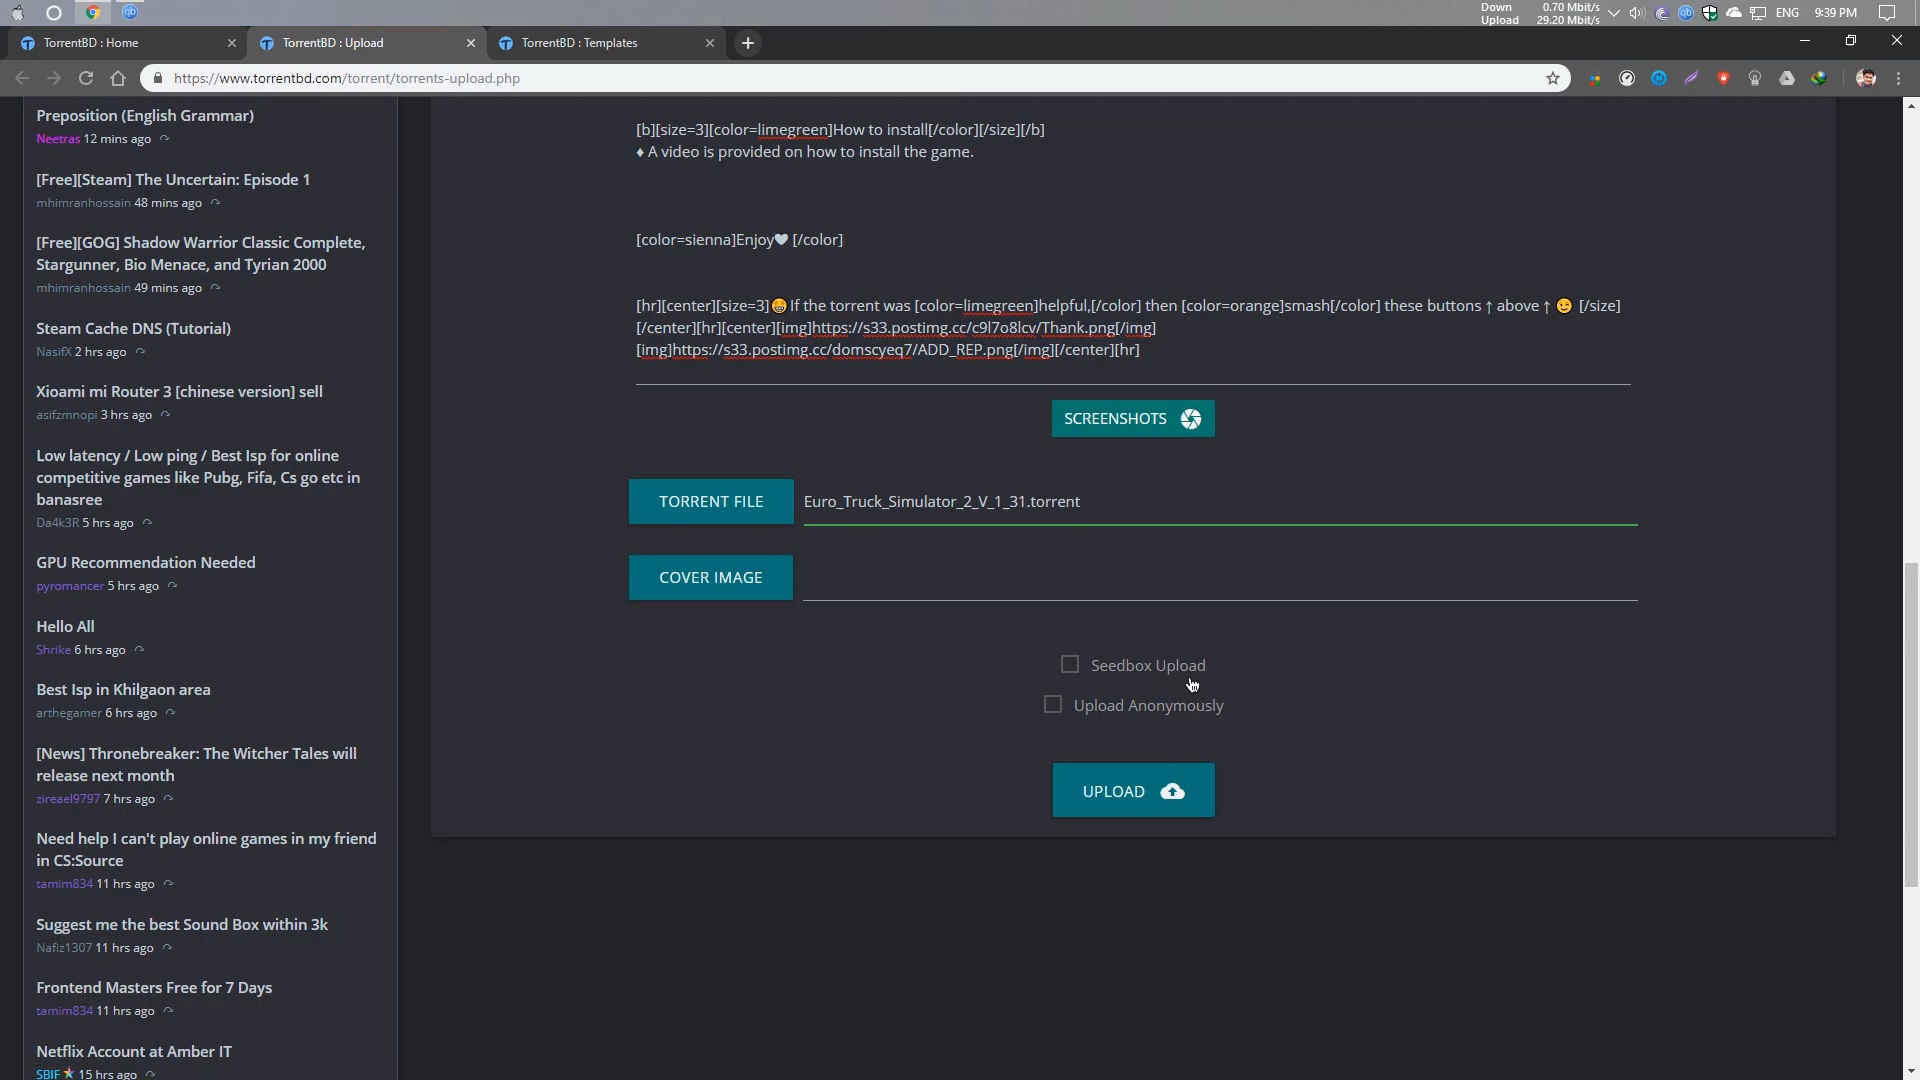 Down 0.70 Mbit/s
Upload 29.20 Mbit/s
ENG
9:39 PM
TorrentBD : Home
TorrentBD : Upload
TorrentBD : Templates
https://www.torrentbd.com/torrent/torrents-upload.php
Preposition (English Grammar)
Neetras 12 mins ago
[Free][Steam] The Uncertain: Episode 1
mhimranhossain 48 mins ago
[Free][GOG] Shadow Warrior Classic Complete,
Stargunner, Bio Menace, and Tyrian 2000
mhimranhossain 49 mins ago
Steam Cache DNS (Tutorial)
NasifX 2 hrs ago
Xioami mi Router 3 [chinese version] sell
asifzmnopi 3 hrs ago
Low latency / Low ping / Best Isp for online
competitive games like Pubg, Fifa, Cs go etc in
banasree
Da4k3R 5 hrs ago
GPU Recommendation Needed
pyromancer 5 hrs ago
Hello All
Shrike 6 hrs ago
Best Isp in Khilgaon area
arthegamer 6 hrs ago
[News] Thronebreaker: The Witcher Tales will
release next month
zireael9797 7 hrs ago
Need help I can't play online games in my friend
in CS:Source
tamim834 11 hrs ago
Suggest me the best Sound Box within 3k
Nafiz1307 11 hrs ago
Frontend Masters Free for 7 Days
tamim834 11 hrs ago
Netflix Account at Amber IT
SBIF 15 hrs ago
[b][size=3][color=limegreen]How to install[/color][/size][/b]
♦ A video is provided on how to install the game.
[color=sienna]Enjoy🖤 [/color]
[hr][center][size=3]😁If the torrent was [color=limegreen]helpful,[/color] then [color=orange]smash[/color] these buttons ↑ above ↑ 😉 [/size]
[/center][hr][center][img]https://s33.postimg.cc/c9l7o8lcv/Thank.png[/img]
[img]https://s33.postimg.cc/domscyeq7/ADD_REP.png[/img][/center][hr]
SCREENSHOTS
TORRENT FILE
Euro_Truck_Simulator_2_V_1_31.torrent
COVER IMAGE
Seedbox Upload
Upload Anonymously
UPLOAD